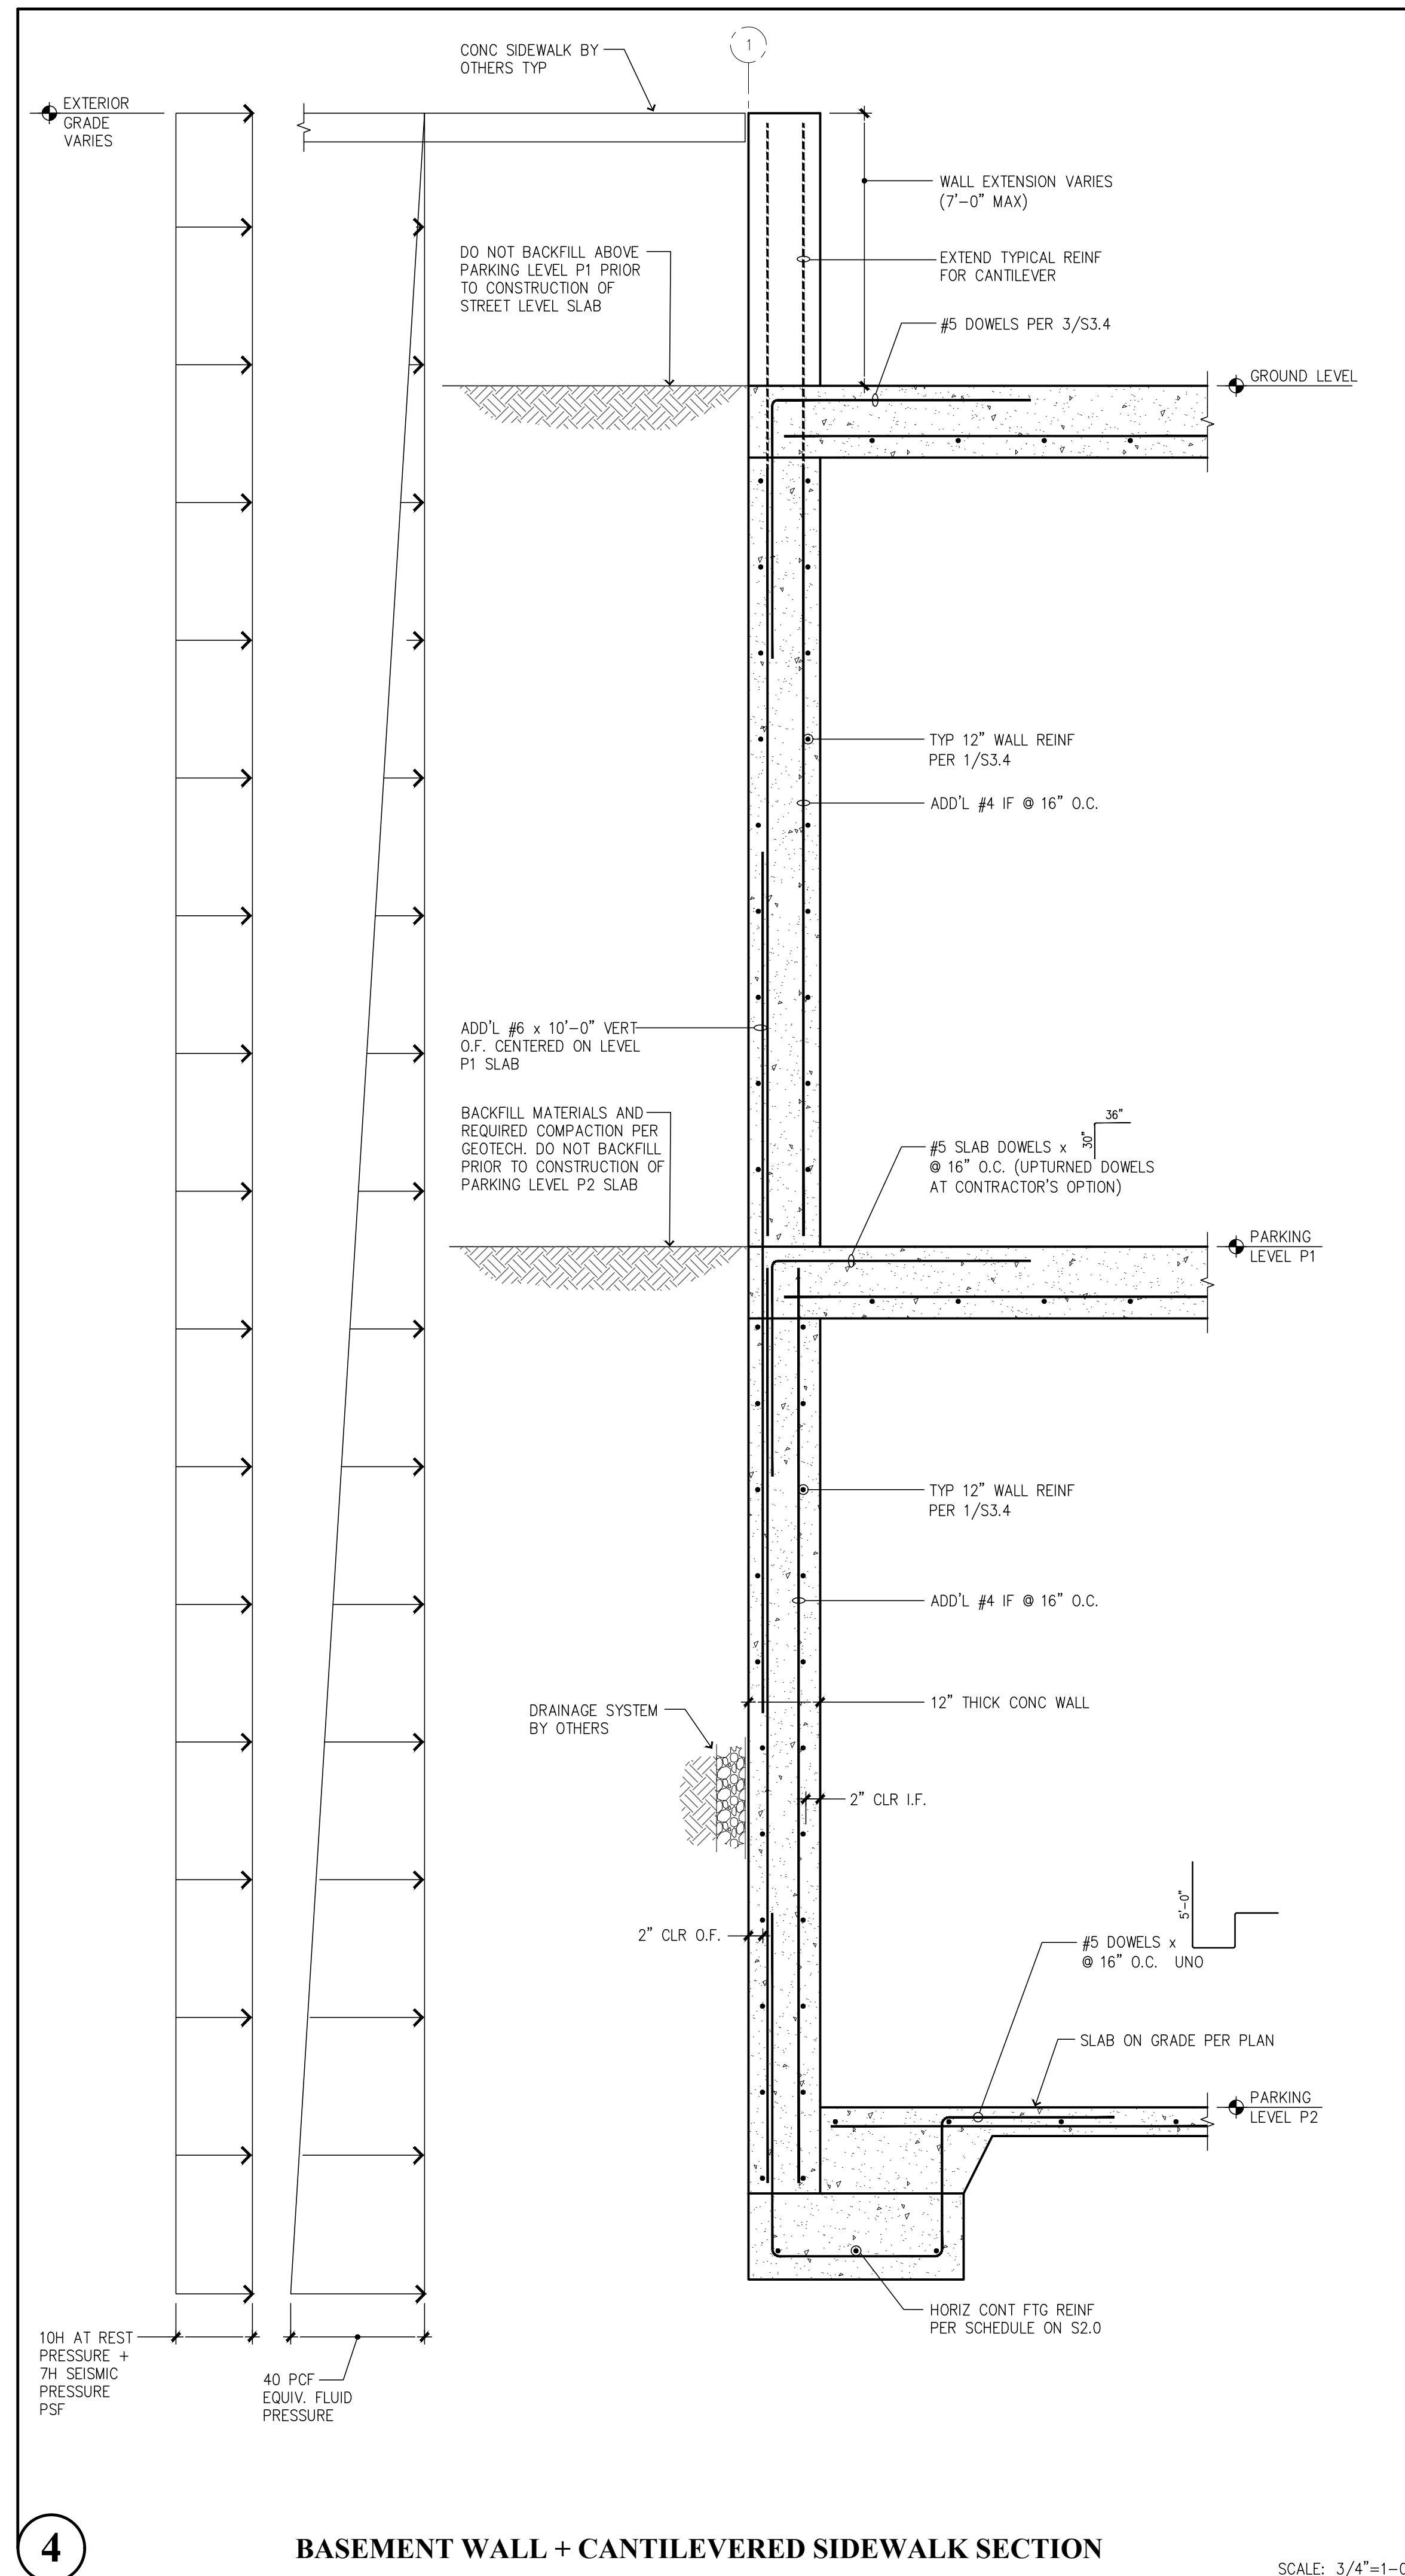 1
CONC SIDEWALK BY
OTHERS TYP
EXTERIOR
GRADE
VARIES
WALL EXTENSION VARIES
(7'-0" MAX)
DO NOT BACKFILL ABOVE
PARKING LEVEL P1 PRIOR
TO CONSTRUCTION OF
STREET LEVEL SLAB
EXTEND TYPICAL REINF
FOR CANTILEVER
#5 DOWELS PER 3/S3.4
GROUND LEVEL
TYP 12" WALL REINF
PER 1/S3.4
ADD'L #4 IF @ 16" O.C.
ADD'L #6 x 10'-0" VERT
O.F. CENTERED ON LEVEL
P1 SLAB
BACKFILL MATERIALS AND
REQUIRED COMPACTION PER
GEOTECH. DO NOT BACKFILL
PRIOR TO CONSTRUCTION OF
PARKING LEVEL P2 SLAB
36"
30"
#5 SLAB DOWELS x
@ 16" O.C. (UPTURNED DOWELS
AT CONTRACTOR'S OPTION)
PARKING
LEVEL P1
TYP 12" WALL REINF
PER 1/S3.4
ADD'L #4 IF @ 16" O.C.
DRAINAGE SYSTEM
BY OTHERS
12" THICK CONC WALL
2" CLR I.F.
5'-0"
2" CLR O.F.
#5 DOWELS x
@ 16" O.C. UNO
SLAB ON GRADE PER PLAN
PARKING
LEVEL P2
HORIZ CONT FTG REINF
PER SCHEDULE ON S2.0
10H AT REST
PRESSURE +
7H SEISMIC
PRESSURE
PSF
40 PCF
EQUIV. FLUID
PRESSURE
4
BASEMENT WALL + CANTILEVERED SIDEWALK SECTION
SCALE: 3/4"=1-0